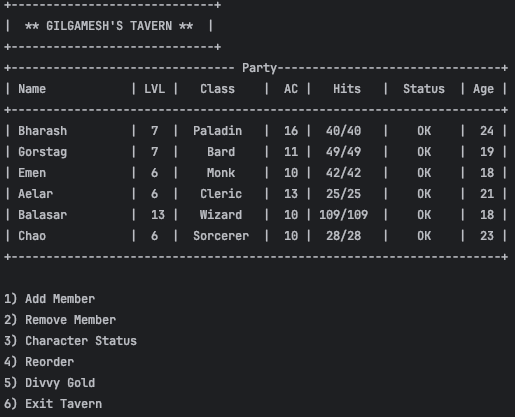 +-----------------------------+
|  ** GILGAMESH'S TAVERN **  |
+-----------------------------+
+-------------------------------- Party--------------------------------+
| Name | LVL | Class | AC | Hits | Status | Age |
+----------------------------------------------------------------------+
| Bharash | 7 | Paladin | 16 | 40/40 | OK | 24 |
| Gorstag | 7 | Bard | 11 | 49/49 | OK | 19 |
| Emen | 6 | Monk | 10 | 42/42 | OK | 18 |
| Aelar | 6 | Cleric | 13 | 25/25 | OK | 21 |
| Balasar | 13 | Wizard | 10 | 109/109 | OK | 18 |
| Chao | 6 | Sorcerer | 10 | 28/28 | OK | 23 |
+----------------------------------------------------------------------+
1) Add Member
2) Remove Member
3) Character Status
4) Reorder
5) Divvy Gold
6) Exit Tavern